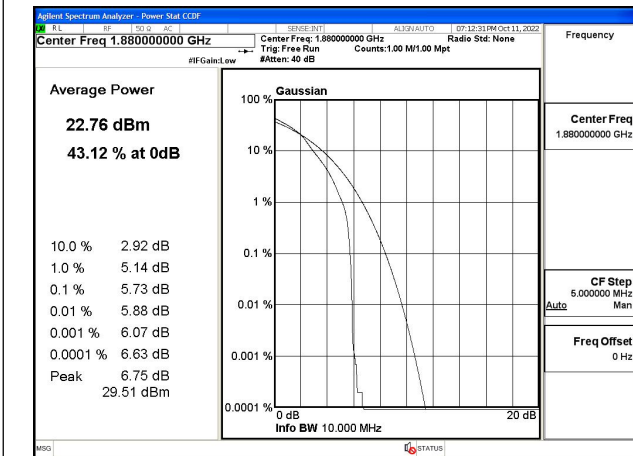 Agilent Spectrum Analyzer - Power Stat CCDF
RL RF 50 Ω AC SENSE:INT ALIGNAUTO 07:12:31 PM Oct 11, 2022
Center Freq 1.880000000 GHz
Center Freq: 1.880000000 GHz Radio Std: None
Trig: Free Run Counts:1.00 M/1.00 Mpt
#IFGain:Low #Atten: 40 dB
Frequency
Average Power
22.76 dBm
43.12 % at 0dB
10.0 % 2.92 dB
1.0 % 5.14 dB
0.1 % 5.73 dB
0.01 % 5.88 dB
0.001 % 6.07 dB
0.0001 % 6.63 dB
Peak 6.75 dB
29.51 dBm
Gaussian
100 %
10 %
1 %
0.1 %
0.01 %
0.001 %
0.0001 %
0 dB 20 dB
Info BW 10.000 MHz
Center Freq
1.880000000 GHz
CF Step
5.000000 MHz
Auto Man
Freq Offset
0 Hz
MSG STATUS